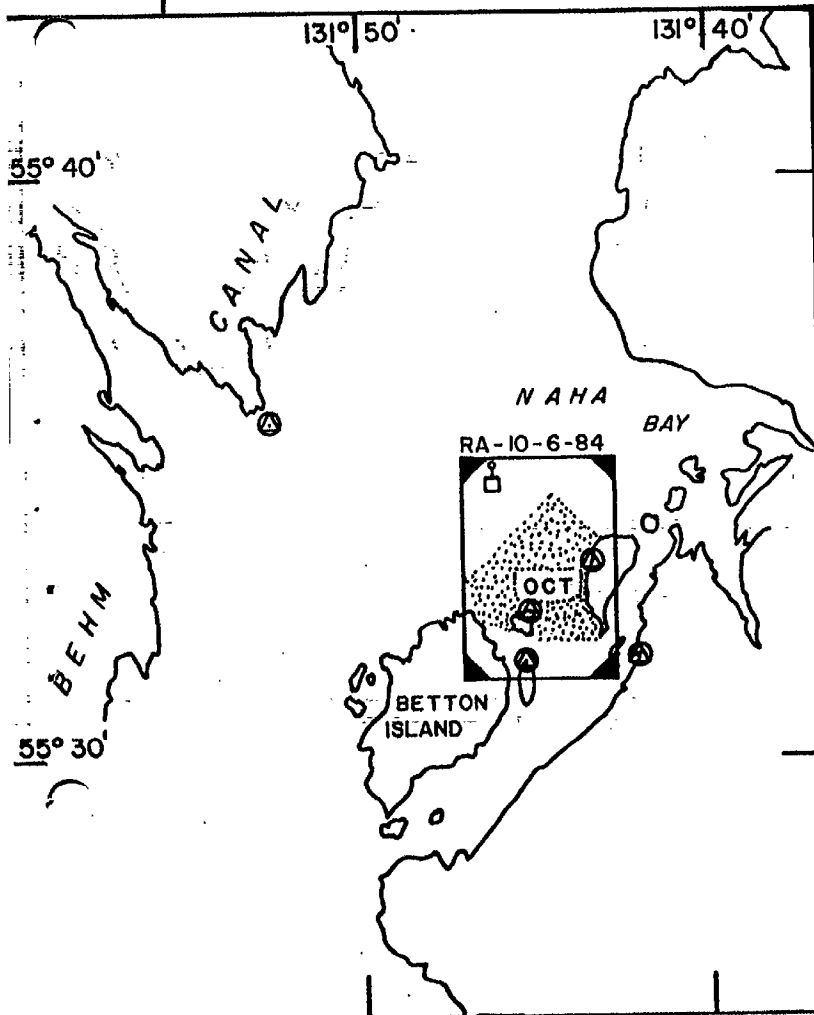 131° 50'
131° 40'
55° 40'
CANAL
NAHA
BAY
RA-10-6-84
OCT
BEHM
BETTON
ISLAND
55° 30'